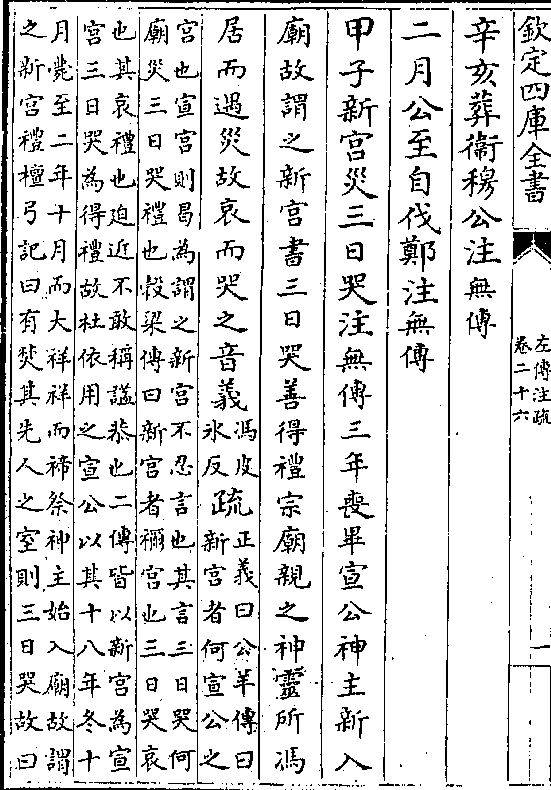 欽定四庫全書
左傳注疏
卷二十六
一
辛亥葬衞穆公注無傳
二月公至自伐鄭注無傳
甲子新宮災三日哭注無傳三年喪畢宣公神主新入
廟故謂之新宮書三日哭善得禮宗廟親之神靈所馮
居而遇災故哀而哭之音義馮皮
氷反疏正義曰公羊傳曰
新宮者何宣公之
宮也宣宮則曷為謂之新宮不忍言也其言三日哭何
廟災三日哭禮也榖梁傳曰新宮者禰宮也三日哭哀
也其哀禮也迫近不敢稱諡恭也二傳皆以新宮為宣
宮三日哭為得禮故杜依用之宣公以其十八年冬十
月薨至二年十月而大祥祥而禘祭神主始入廟故謂
之新宮禮檀弓記曰有焚其先人之室則三日哭故曰